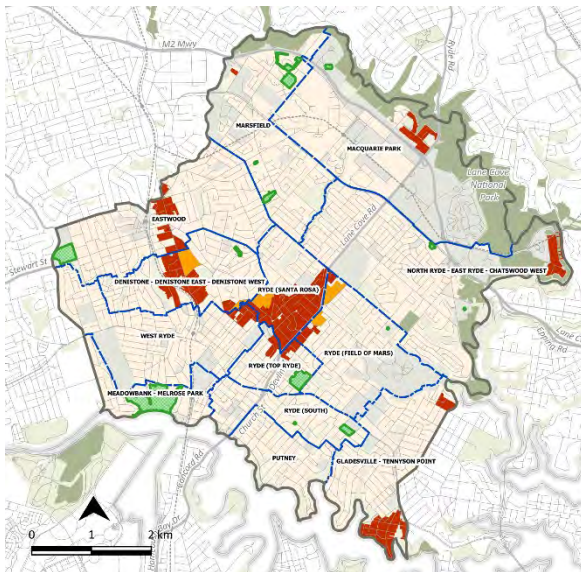 M2 Mwy
Ryde Rd
MARSFIELD
MACQUARIE PARK
Lane Cove
National
Park
EASTWOOD
Lane Cove Rd
Stewart St
NORTH RYDE - EAST RYDE - CHATSWOOD WEST
DENISTONE - DENISTONE EAST - DENISTONE WEST
RYDE (SANTA ROSA)
Epping Rd
WEST RYDE
RYDE (FIELD OF MARS)
RYDE (TOP RYDE)
MEADOWBANK - MELROSE PARK
RYDE (SOUTH)
Church St
PUTNEY
GLADESVILLE - TENNYSON POINT
Concord Rd
0 1 2 km